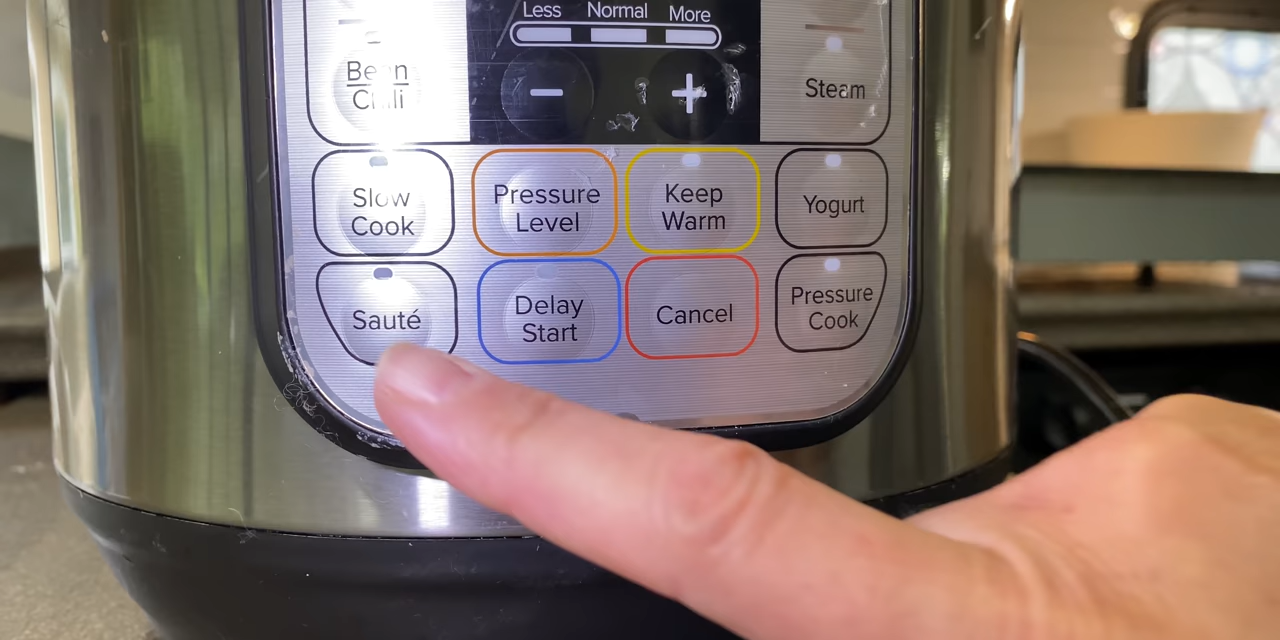 Less Normal More
Bean
Chili
Steam
Slow
Cook
Pressure
Level
Keep
Warm
Yogurt
Sauté
Delay
Start
Cancel
Pressure
Cook